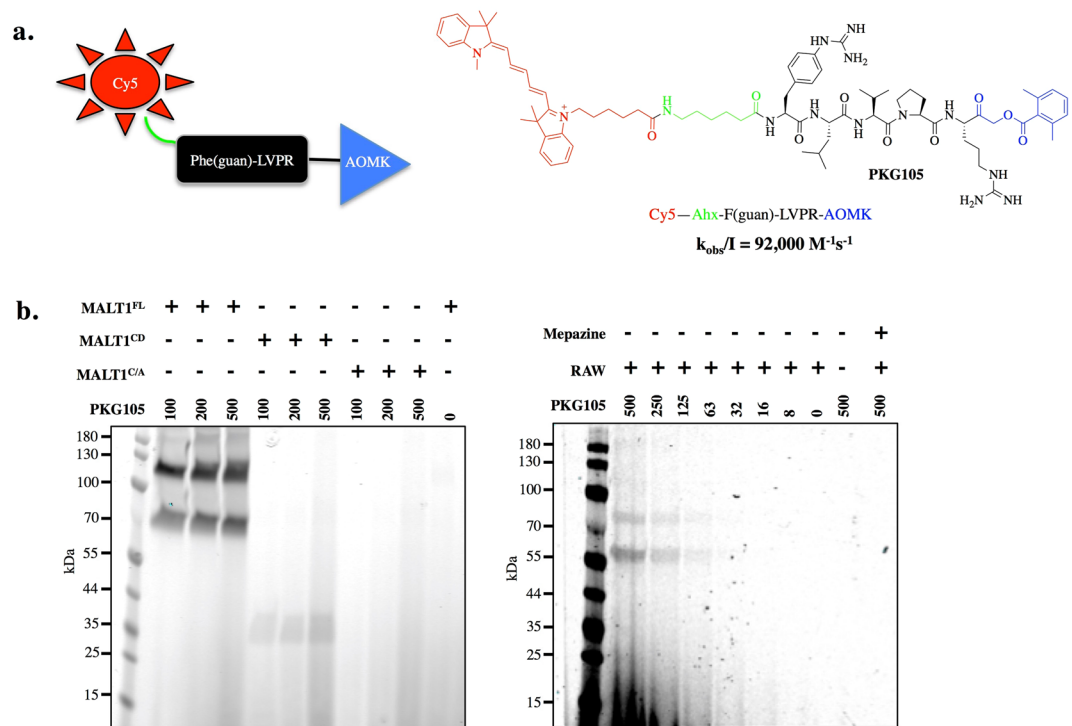 a.
Cy5
Phe(guan)-LVPR
AOMK
N
N
+
O
H
N
O
N
H
O
HN
NH
NH2
H
N
O
N
H
O
N
O
H
N
O
O
O
PKG105
NH
H2N
NH
Cy5—Ahx-F(guan)-LVPR-AOMK
kobs/I = 92,000 M-1s-1
b.
MALT1FL + + + - - - - - - +
MALT1CD - - - + + + - - - -
MALT1C/A - - - - - - + + + -
PKG105 100 200 500 100 200 500 100 200 500 0
kDa
180
130
100
70
55
44
35
25
15
Mepazine - - - - - - - - - +
RAW + + + + + + + + - +
PKG105 500 250 125 63 32 16 8 0 500 500
kDa
180
130
100
70
55
44
35
25
15